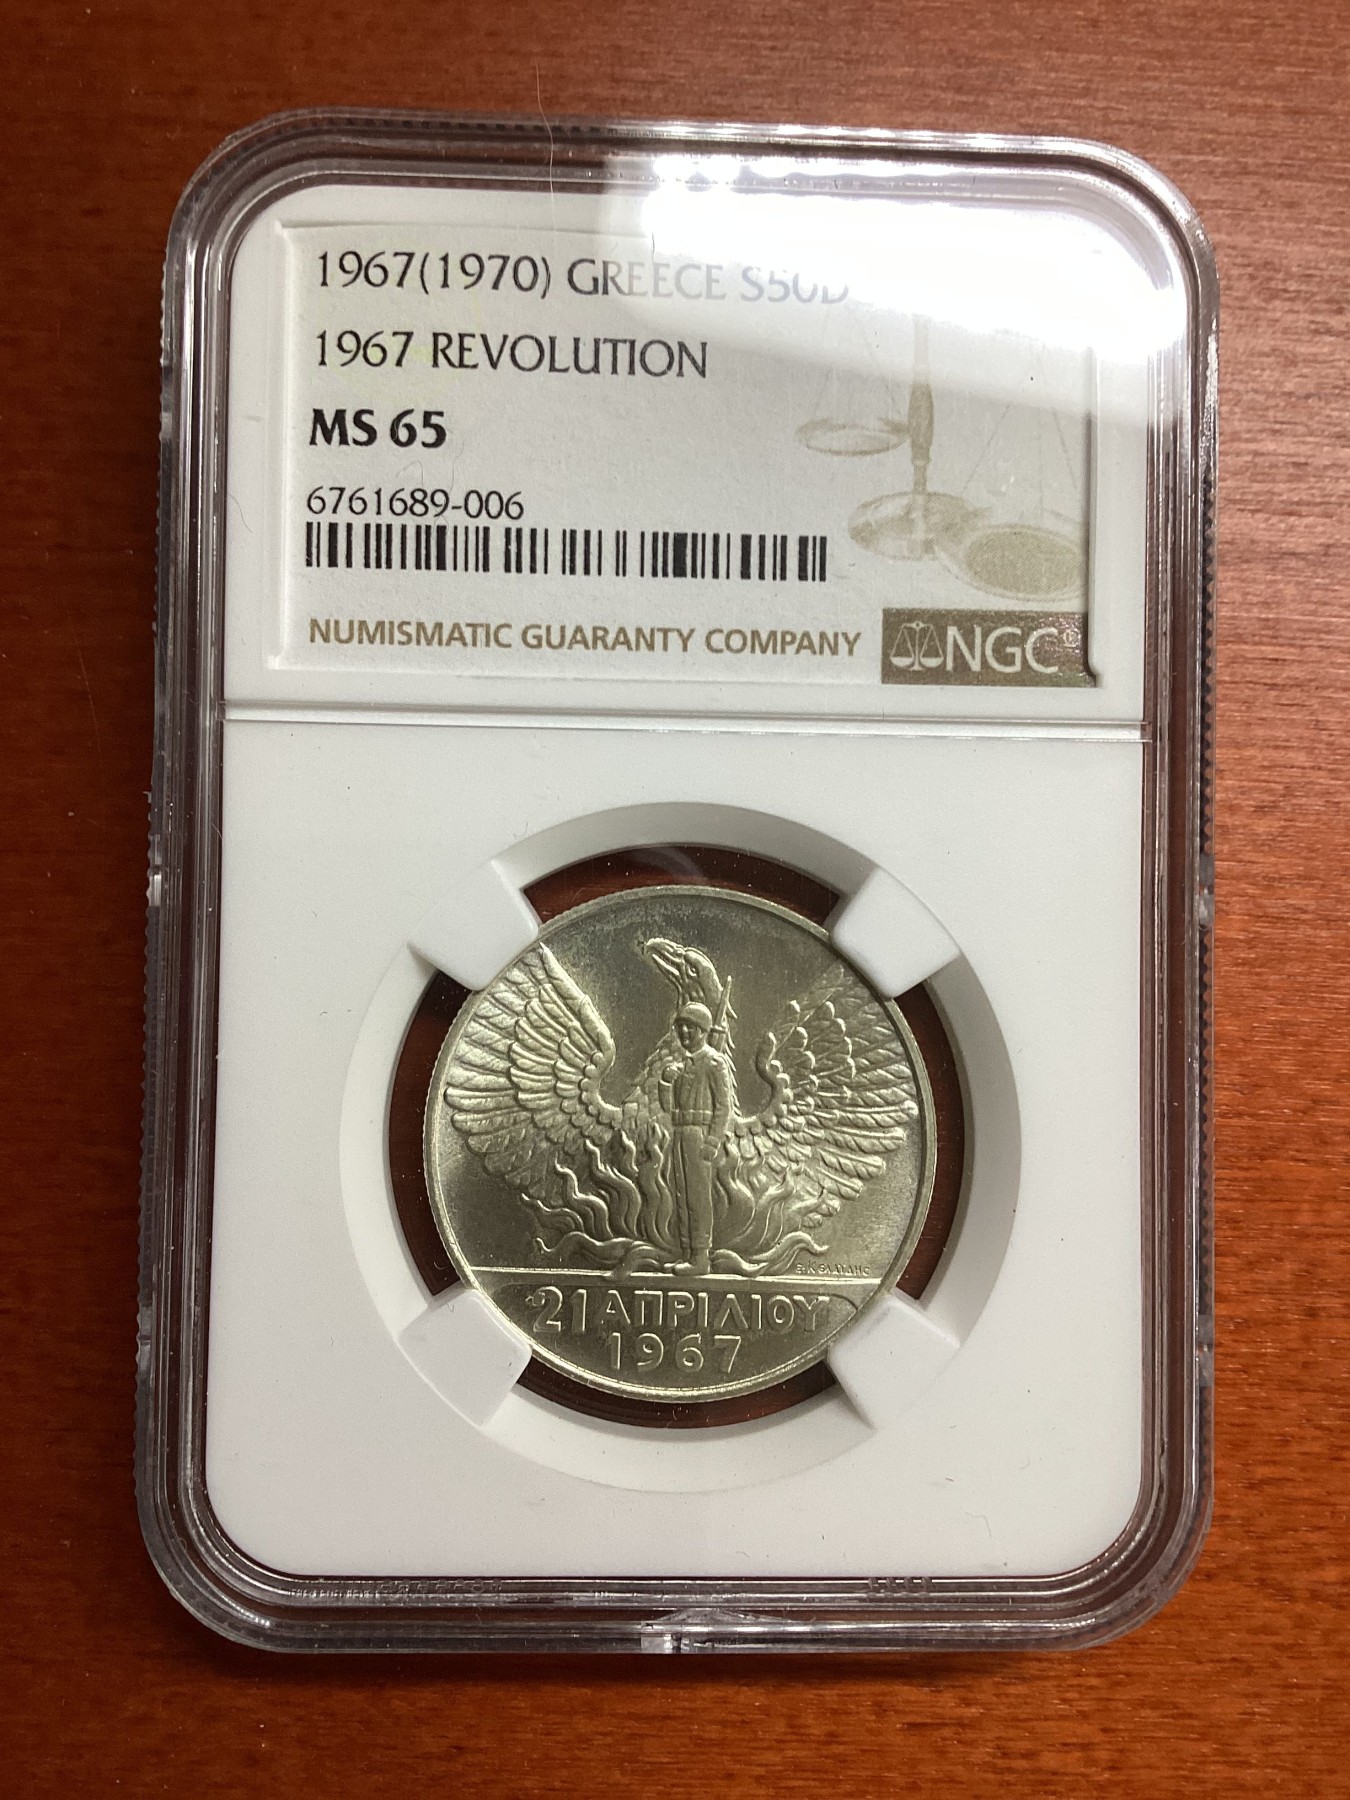 1967(1970) GREECE S50D
1967 REVOLUTION
MS 65
6761689-006
NUMISMATIC GUARANTY COMPANY
NGC
21 ΑΠΡΙΛΙΟΥ
1967